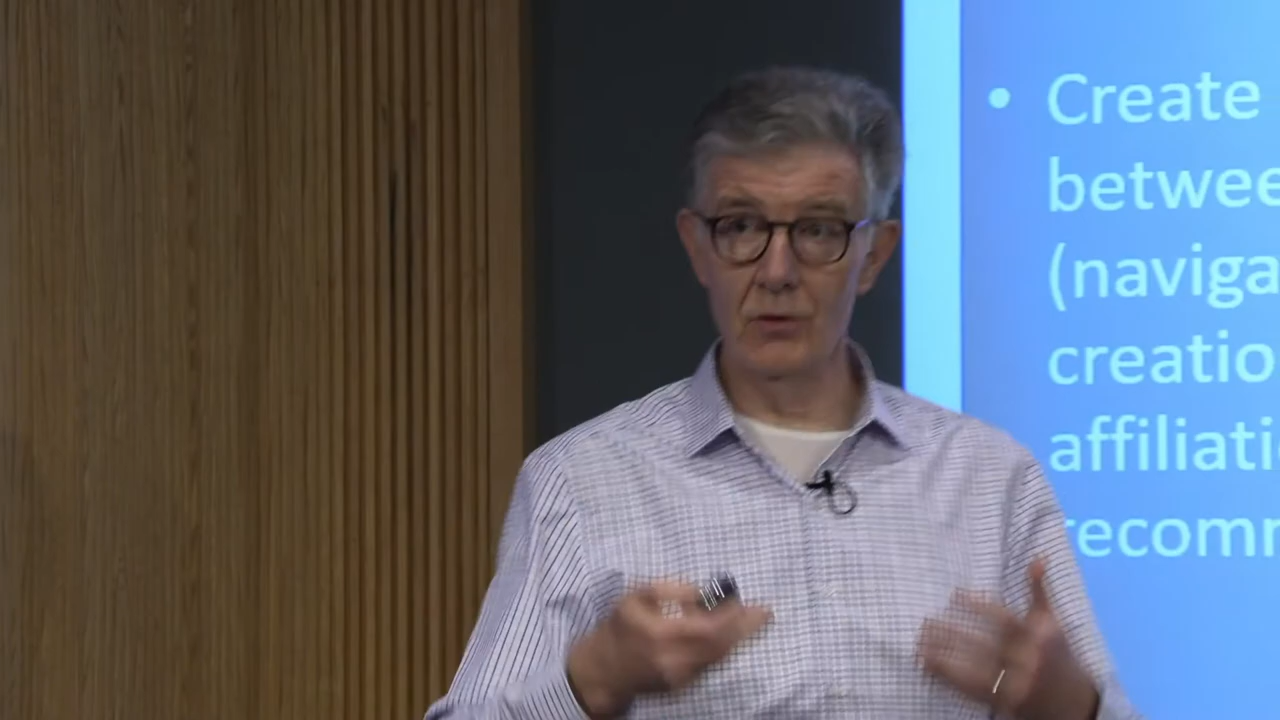 • Create
betwee
(naviga
creatio
affiliati
recomm